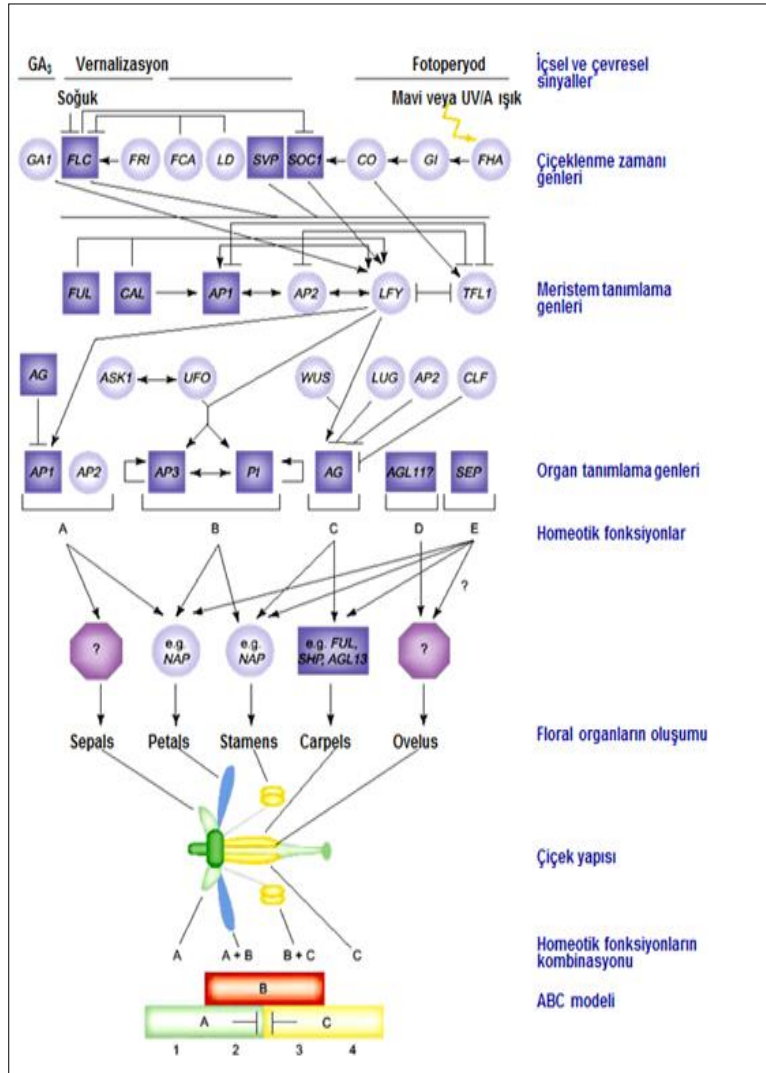 GA₃ Vernalizasyon Fotoperyod İçsel ve çevresel
sinyaller
Soğuk Mavi veya UV/A ışık
GA1 FLC FRI FCA LD SVP SOC1 CO GI FHA Çiçeklenme zamanı
genleri
FUL CAL AP1 AP2 LFY TFL1 Meristem tanımlama
genleri
AG ASK1 UFO WUS LUG AP2 CLF
AP1 AP2 AP3 PI AG AGL11? SEP Organ tanımlama genleri
A B C D E Homeotik fonksiyonlar
?
? e.g. e.g. e.g. FUL, ?
NAP NAP SHP, AGL13
Sepals Petals Stamens Carpels Ovelus Floral organların oluşumu
Çiçek yapısı
A A + B B + C C Homeotik fonksiyonların
kombinasyonu
B ABC modeli
A C
1 2 3 4